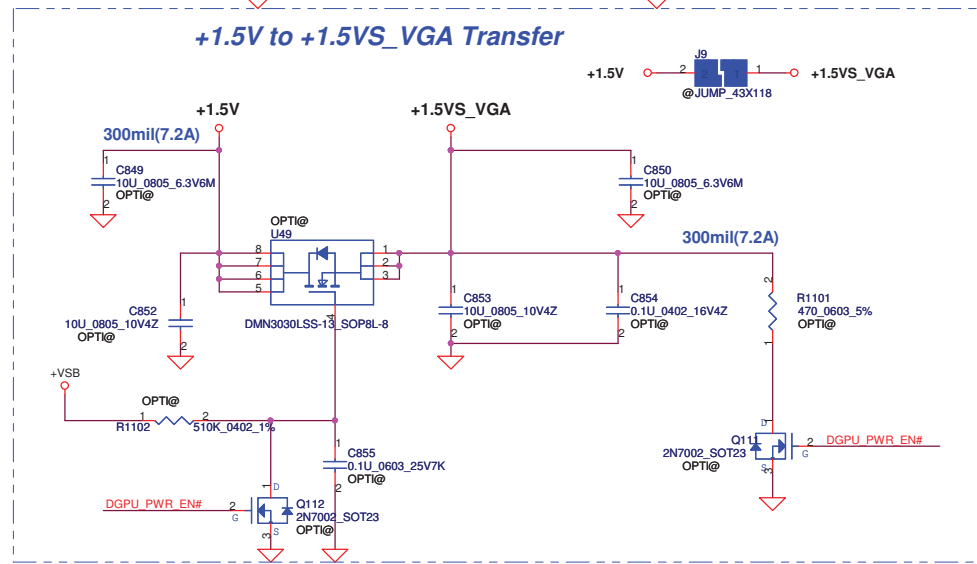 +1.5V to +1.5VS_VGA Transfer
J9
+1.5V
2
2
1
1
+1.5VS_VGA
@JUMP_43X118
+1.5V
+1.5VS_VGA
300mil(7.2A)
1
C849
10U_0805_6.3V6M
OPTI@
2
1
C850
10U_0805_6.3V6M
OPTI@
2
OPTI@
U49
300mil(7.2A)
8
7
6
5
1
2
3
4
DMN3030LSS-13_SOP8L-8
1
C852
10U_0805_10V4Z
OPTI@
2
1
C853
10U_0805_10V4Z
OPTI@
2
1
C854
0.1U_0402_16V4Z
OPTI@
2
2
R1101
470_0603_5%
OPTI@
1
+VSB
OPTI@
1
2
R1102
510K_0402_1%
1
C855
0.1U_0603_25V7K
OPTI@
2
D
1
Q111
2N7002_SOT23
OPTI@
2
G
S
3
DGPU_PWR_EN#
DGPU_PWR_EN#
2
G
1
D
Q112
2N7002_SOT23
OPTI@
3
S